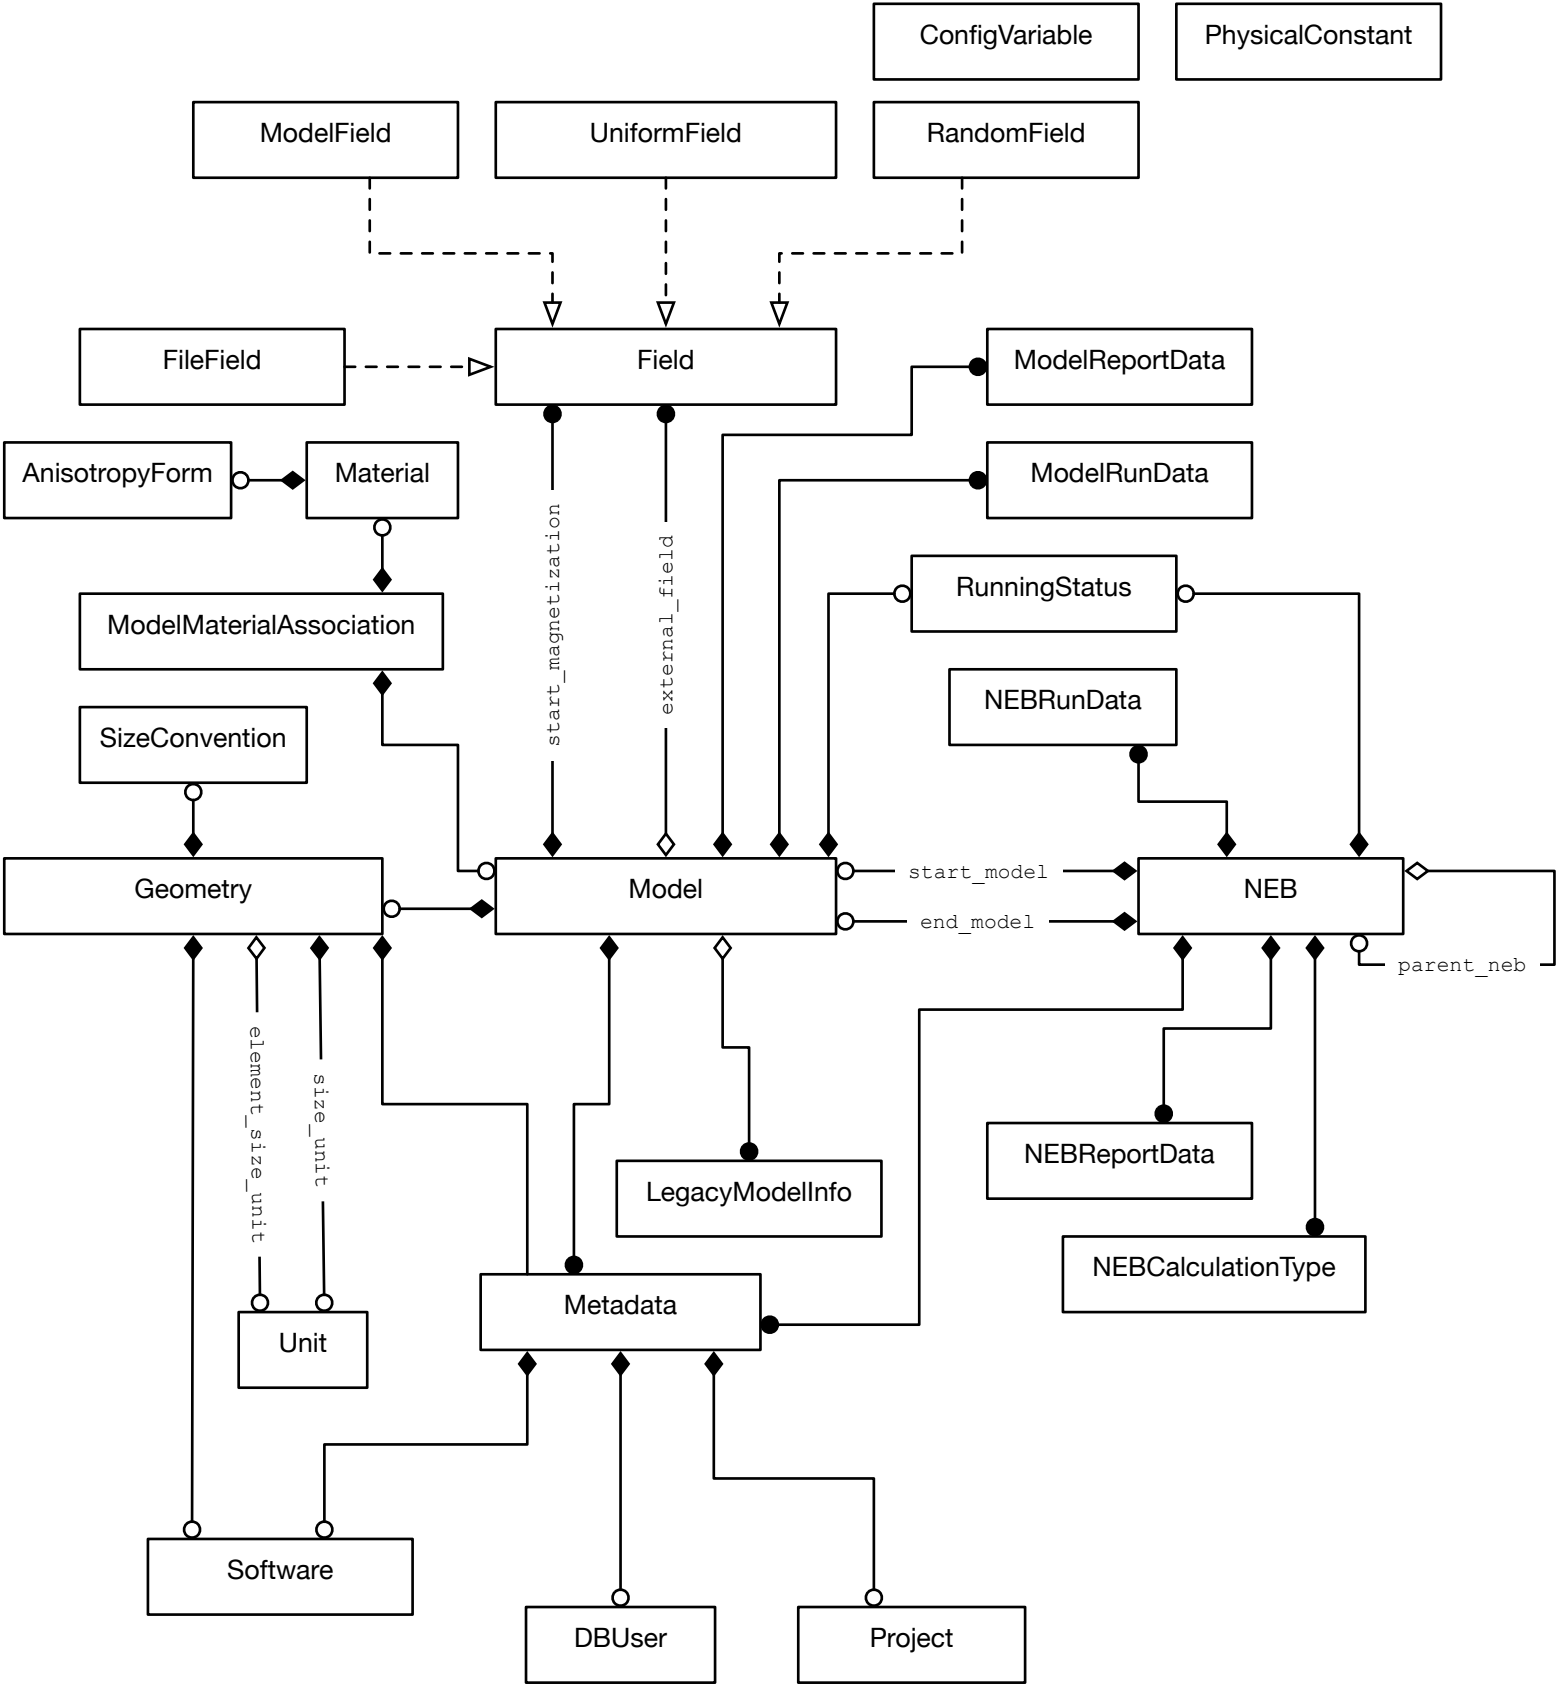 ConfigVariable
PhysicalConstant
ModelField
UniformField
RandomField
FileField
Field
ModelReportData
AnisotropyForm
Material
ModelRunData
start_magnetization
external_field
RunningStatus
ModelMaterialAssociation
NEBRunData
SizeConvention
Geometry
Model
start_model
end_model
NEB
parent_neb
element_size_unit
size_unit
NEBReportData
LegacyModelInfo
NEBCalculationType
Metadata
Unit
Software
DBUser
Project